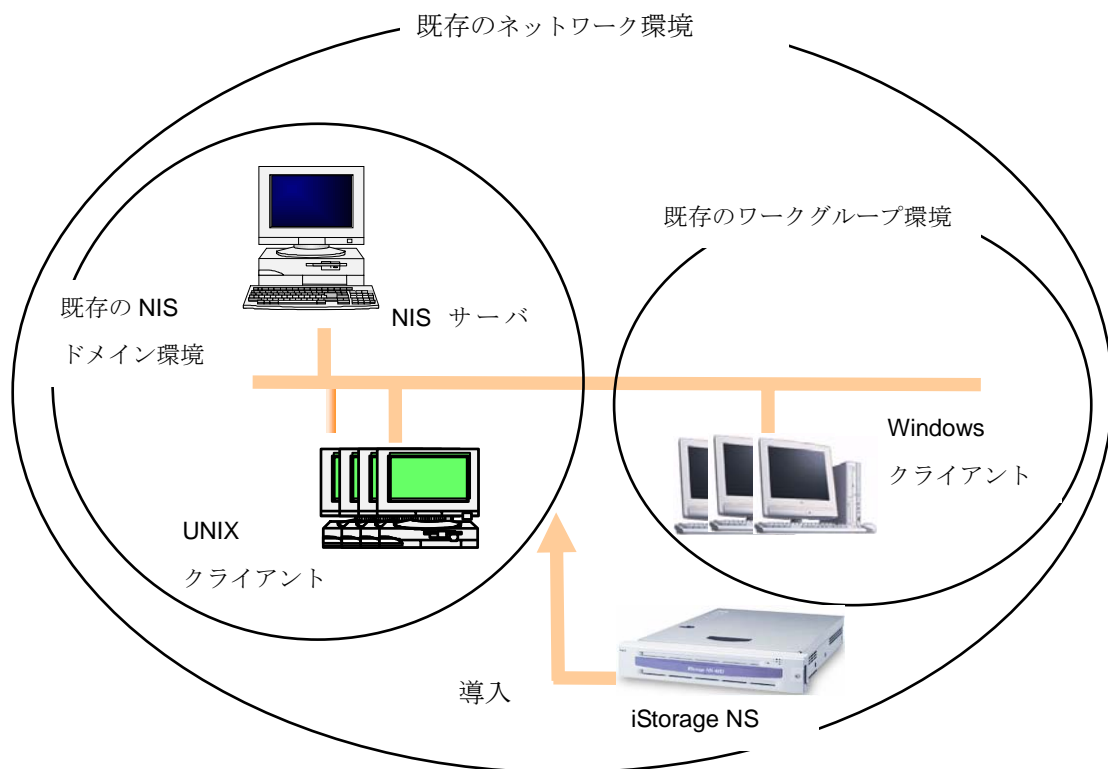 既存のネットワーク環境
既存のワークグループ環境
既存の NIS
ドメイン環境
NIS サーバ
Windows
クライアント
UNIX
クライアント
導入
iStorage NS